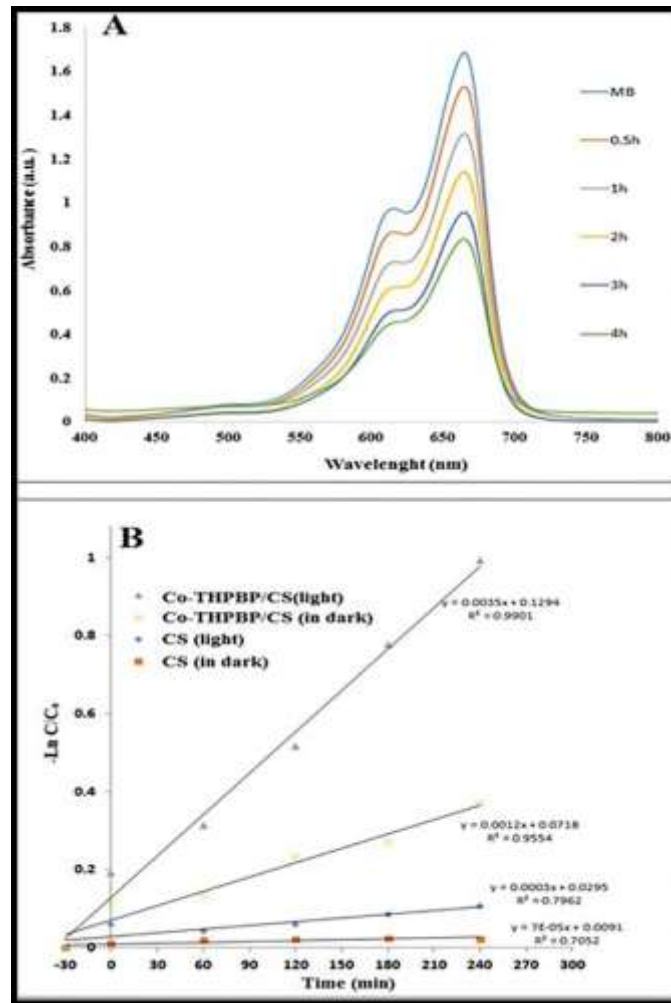 A
1.8
1.6
1.4
1.2
1
0.8
0.6
0.4
0.2
0
Absorbance (a.u.)
400 450 500 550 600 650 700 750 800
Wavelenght (nm)
MB
0.5h
1h
2h
3h
4h
B
1
0.8
0.6
0.4
0.2
0
-Ln C/C₀
Co-THPBP/CS(light)
Co-THPBP/CS (in dark)
CS (light)
CS (in dark)
y = 0.0035x + 0.1294
R² = 0.9901
y = 0.0012x + 0.0718
R² = 0.9554
y = 0.0003x + 0.0295
R² = 0.7962
y = 7E-05x + 0.0091
R² = 0.7052
-30 0 60 120 180 240 300
Time (min)